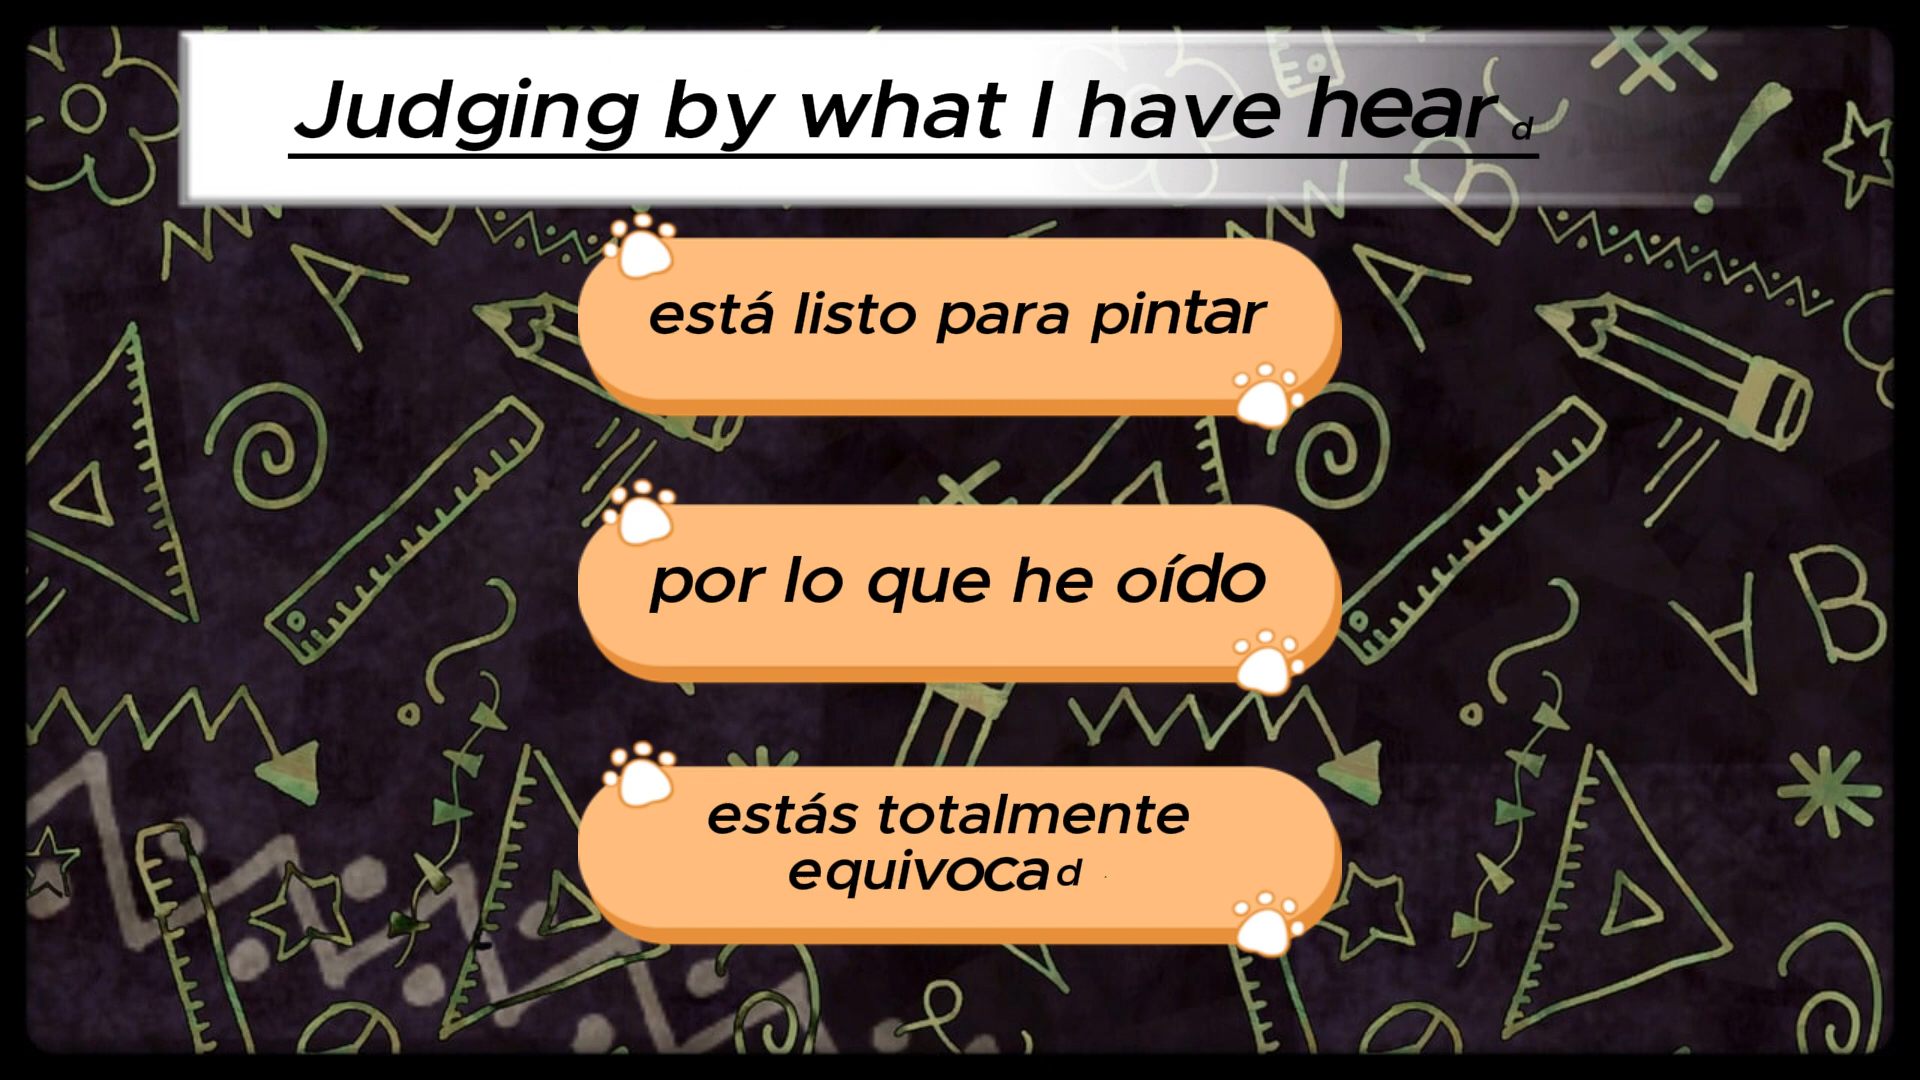 Judging by what I have heard
está listo para pintar
por lo que he oído
estás totalmente
equivocad